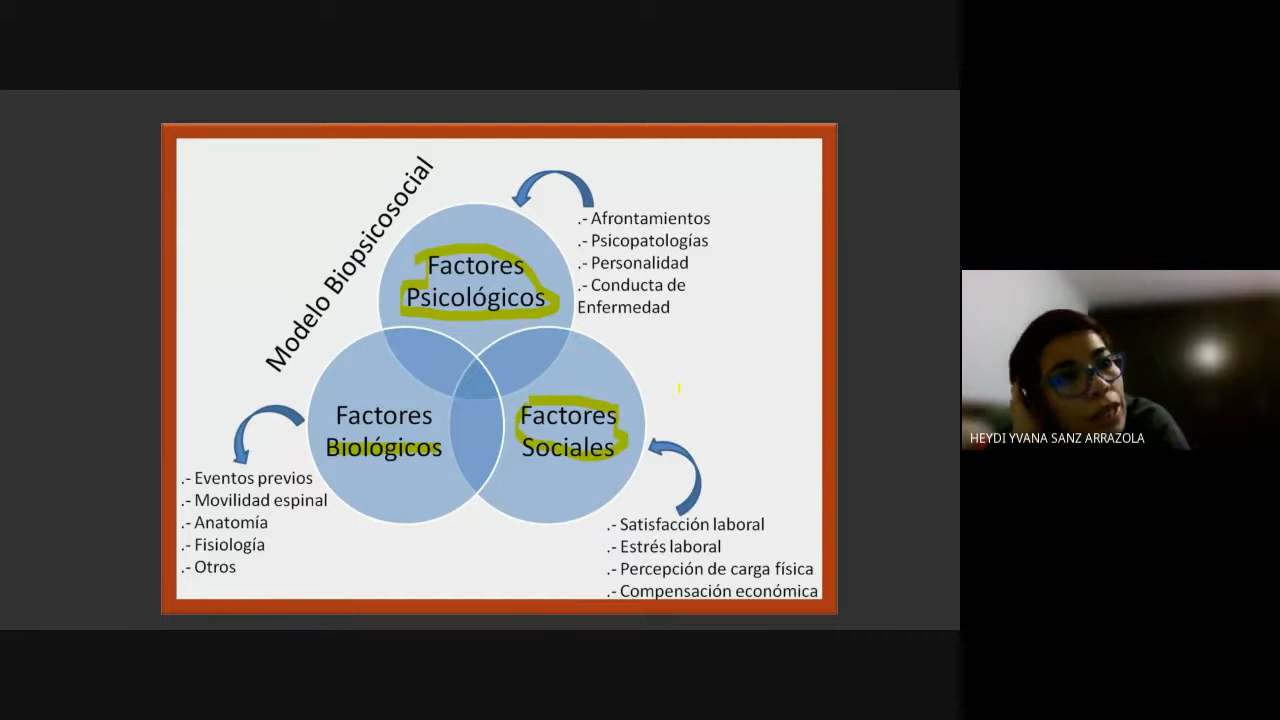 Modelo Biopsicosocial
Factores
Psicológicos
.- Afrontamientos
.- Psicopatologías
.- Personalidad
.- Conducta de
Enfermedad
Factores
Biológicos
Factores
Sociales
.- Eventos previos
.- Movilidad espinal
.- Anatomía
.- Fisiología
.- Otros
.- Satisfacción laboral
.- Estrés laboral
.- Percepción de carga física
.- Compensación económica
HEYDI YVANA SANZ ARRAZOLA